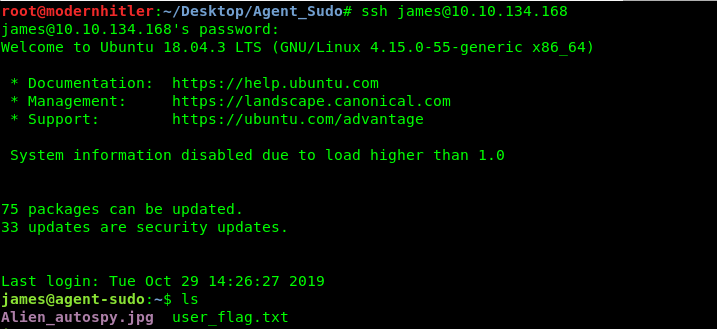 root@modernhitler:~/Desktop/Agent_Sudo# ssh james@10.10.134.168
james@10.10.134.168's password:
Welcome to Ubuntu 18.04.3 LTS (GNU/Linux 4.15.0-55-generic x86_64)
* Documentation:  https://help.ubuntu.com
* Management:     https://landscape.canonical.com
* Support:        https://ubuntu.com/advantage
System information disabled due to load higher than 1.0
75 packages can be updated.
33 updates are security updates.
Last login: Tue Oct 29 14:26:27 2019
james@agent-sudo:~$ ls
Alien_autospy.jpg  user_flag.txt